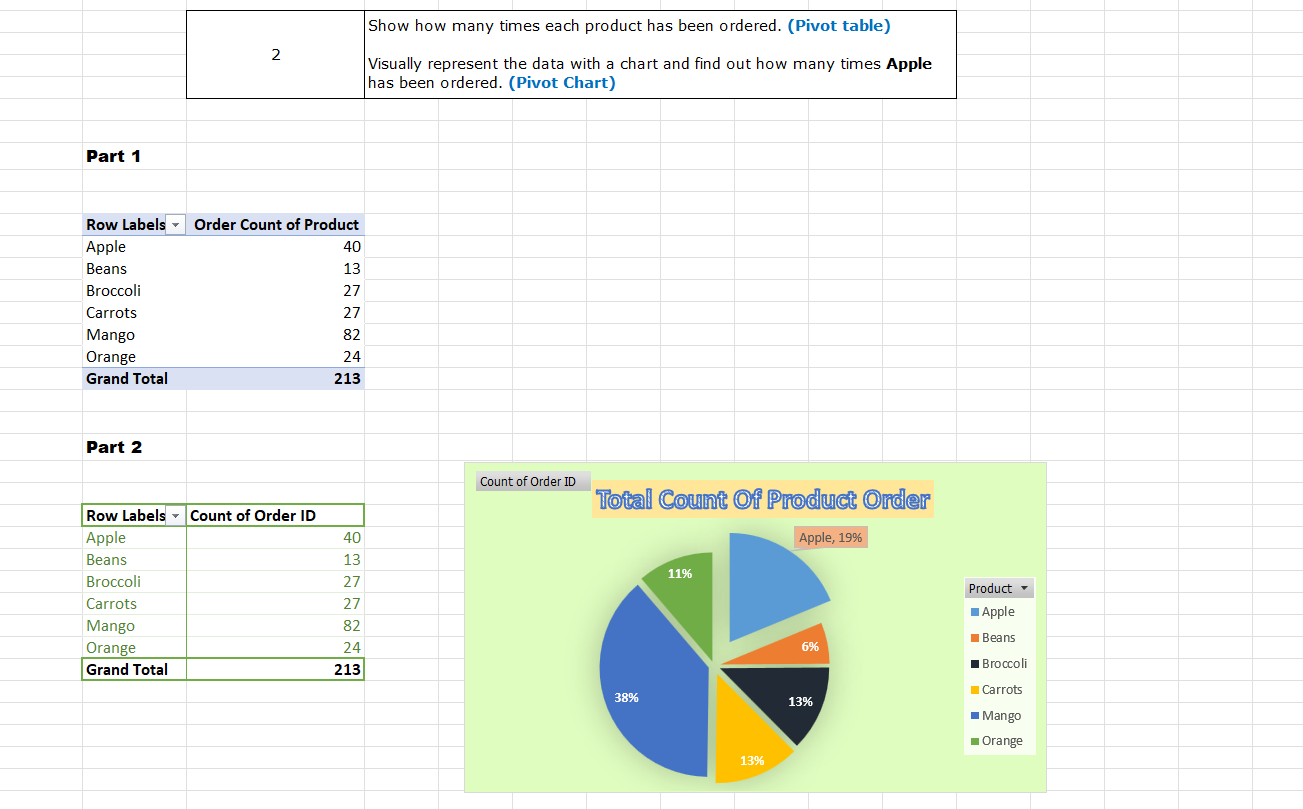 2
Show how many times each product has been ordered. (Pivot table)
Visually represent the data with a chart and find out how many times Apple
has been ordered. (Pivot Chart)
Part 1
Row Labels Order Count of Product
Apple 40
Beans 13
Broccoli 27
Carrots 27
Mango 82
Orange 24
Grand Total 213
Part 2
Row Labels Count of Order ID
Apple 40
Beans 13
Broccoli 27
Carrots 27
Mango 82
Orange 24
Grand Total 213
Count of Order ID
Total Count Of Product Order
Apple, 19%
11%
6%
38%
13%
13%
Product
Apple
Beans
Broccoli
Carrots
Mango
Orange